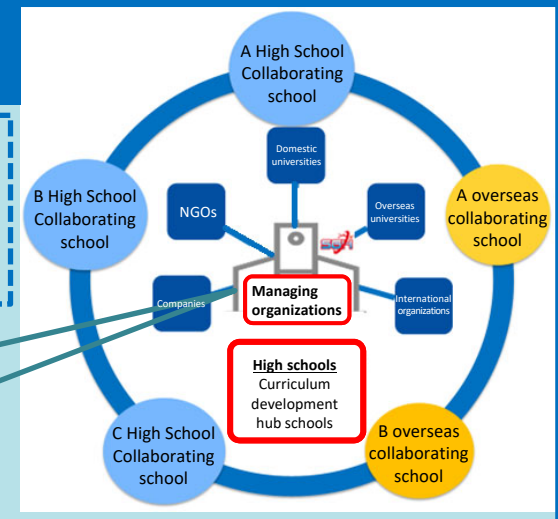 A High School
Collaborating
school
Domestic
universities
B High School
Collaborating
school
NGOs
Overseas
universities
A overseas
collaborating
school
Companies
Managing
organizations
International
organizations
High schools
Curriculum
development
hub schools
C High School
Collaborating
school
B overseas
collaborating
school